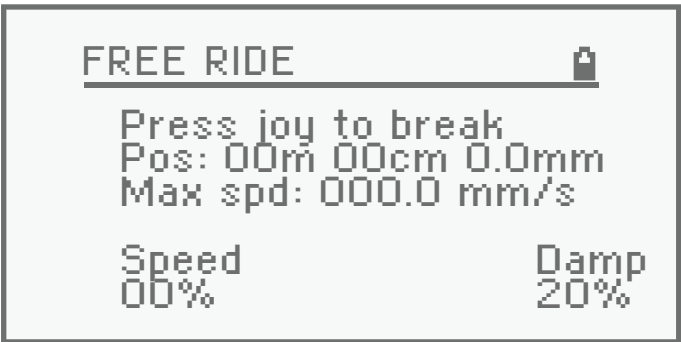 FREE RIDE
Press joy to break
Pos: 00m 00cm 0.0mm
Max spd: 000.0 mm/s
Speed Damp
00% 20%